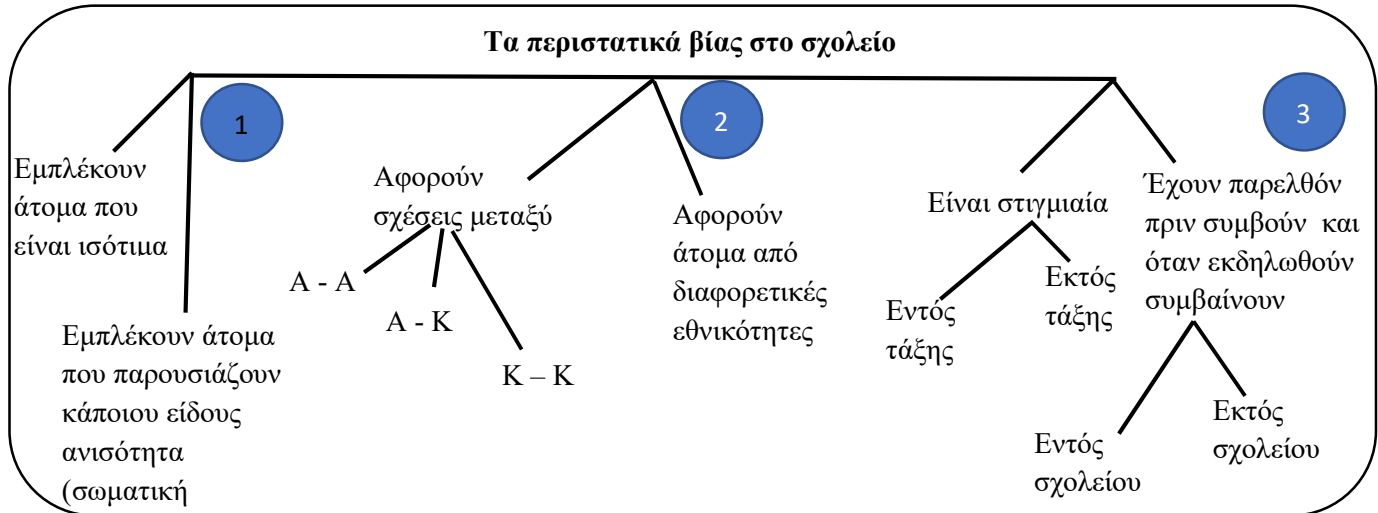 Τα περιστατικά βίας στο σχολείο
1
2
3
Εμπλέκουν
άτομα που
είναι ισότιμα
Εμπλέκουν άτομα
που παρουσιάζουν
κάποιου είδους
ανισότητα
(σωματική
Αφορούν
σχέσεις μεταξύ
Α - Α
Α - Κ
Κ – Κ
Αφορούν
άτομα από
διαφορετικές
εθνικότητες
Είναι στιγμιαία
Εντός
τάξης
Εκτός
τάξης
Έχουν παρελθόν
πριν συμβούν και
όταν εκδηλωθούν
συμβαίνουν
Εντός
σχολείου
Εκτός
σχολείου